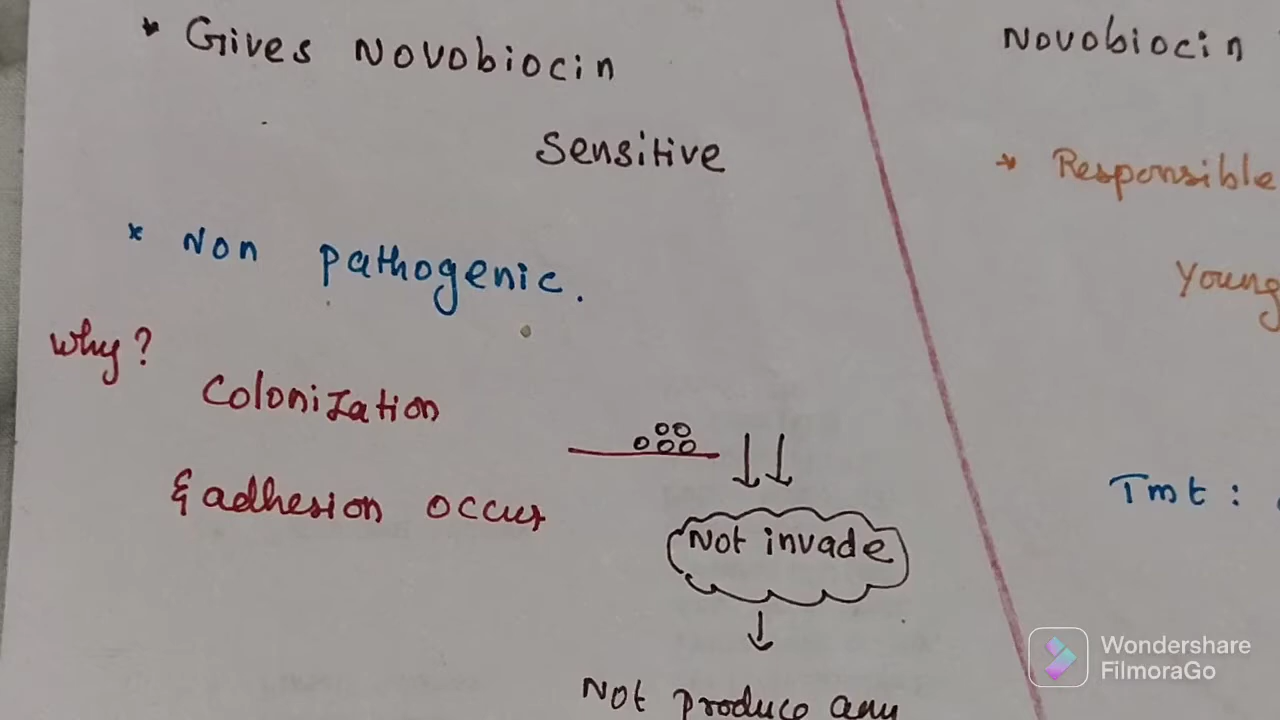 * Gives Novobiocin
Sensitive
* Non pathogenic.
Why?
Colonization
& adhesion occur
Not invade
Not produce any
Novobiocin
* Responsible
Young
Tmt :
Wondershare
FilmoraGo